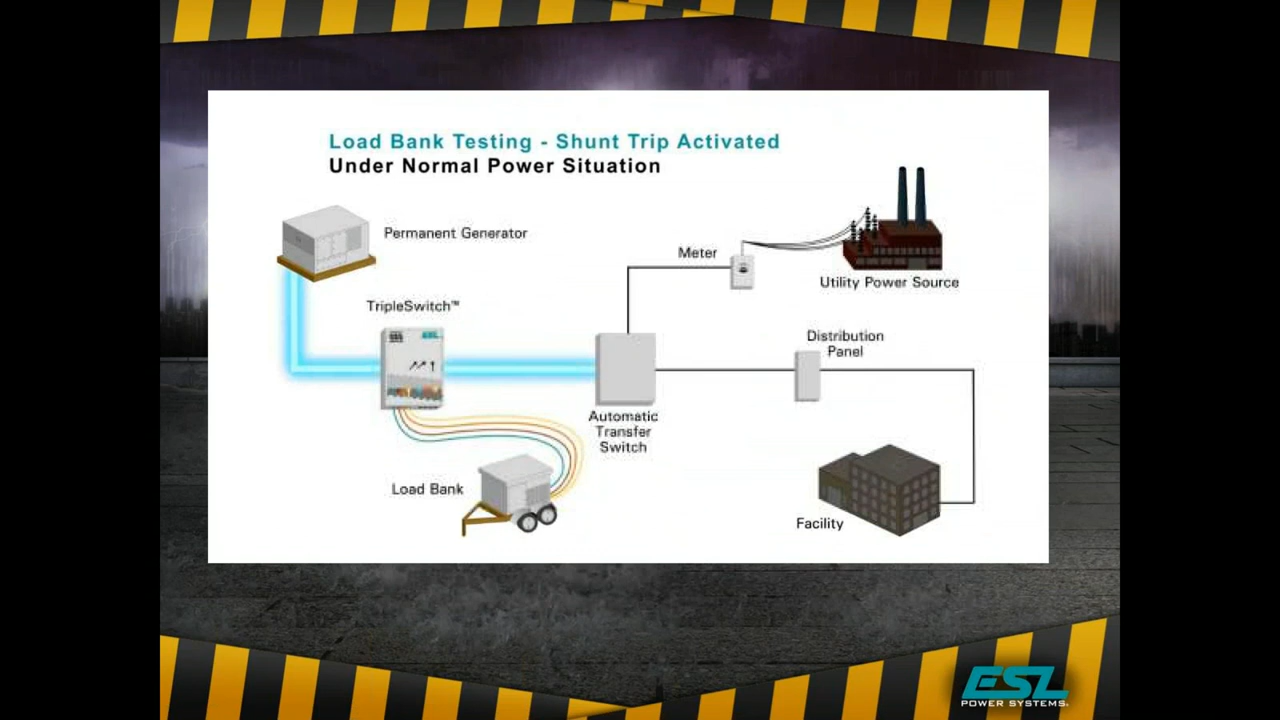 Load Bank Testing - Shunt Trip Activated
Under Normal Power Situation
Permanent Generator
Meter
Utility Power Source
TripleSwitch™
ESL
Distribution
Panel
Automatic
Transfer
Switch
Load Bank
Facility
ESL
POWER SYSTEMS.